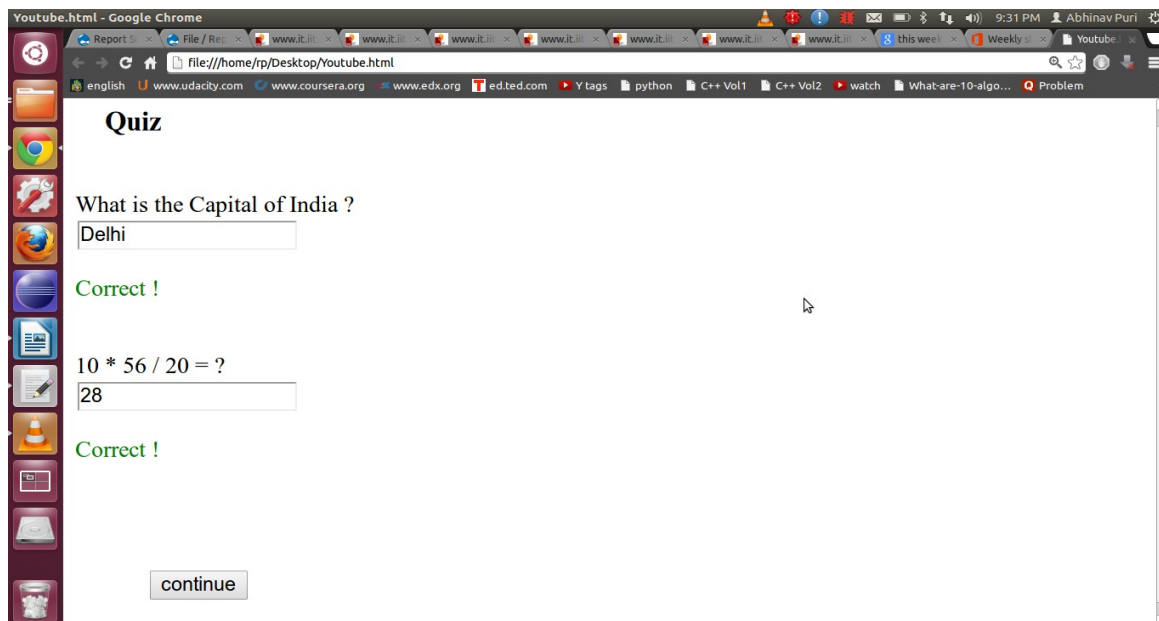 Youtube.html - Google Chrome
9:31 PM Abhinav Puri
Report S
File / Rep
www.it.iit
www.it.iit
www.it.iii
www.it.iit
www.it.iit
www.it.iii
www.it.iit
this week
Weekly s
Youtube.
file:///home/rp/Desktop/Youtube.html
english
www.udacity.com
www.coursera.org
www.edx.org
ed.ted.com
Y tags
python
C++ Vol1
C++ Vol2
watch
What-are-10-algo...
Problem
Quiz
What is the Capital of India ?
Delhi
Correct !
10 * 56 / 20 = ?
28
Correct !
continue